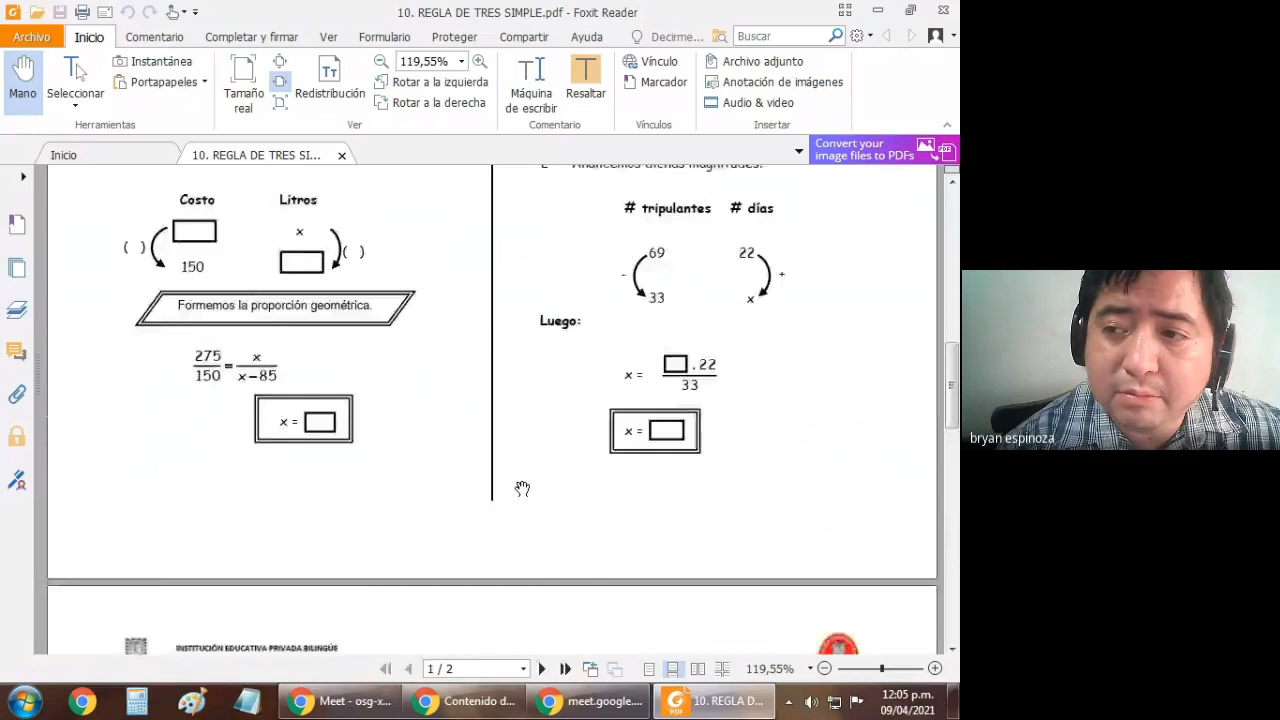 10. REGLA DE TRES SIMPLE.pdf - Foxit Reader
Archivo Inicio Comentario Completar y firmar Ver Formulario Proteger Compartir Ayuda Decirme... Buscar
Mano
Seleccionar
Instantánea
Portapapeles
Herramientas
Tamaño real
Redistribución
119,55%
Rotar a la izquierda
Rotar a la derecha
Ver
Máquina de escribir
Resaltar
Comentario
Vínculo
Marcador
Vínculos
Archivo adjunto
Anotación de imágenes
Audio & video
Insertar
Inicio
10. REGLA DE TRES SI...
Convert your
image files to PDFs
PDF
Costo Litros
x
( ) ( )
150
Formemos la proporción geométrica.
275/150 = x/x – 85
x =
magnitudes:
# tripulantes # días
69 22
- +
33 x
Luego:
x = . 22 / 33
x =
INSTITUCIÓN EDUCATIVA PRIVADA BILINGÜE
bryan espinoza
1 / 2
119,55%
Meet - osg-x...
Contenido d...
meet.google....
10. REGLA D...
12:05 p.m.
09/04/2021